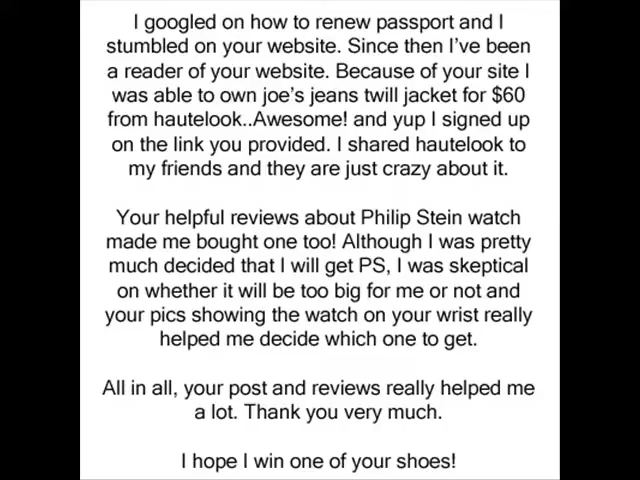 I googled on how to renew passport and I
stumbled on your website. Since then I've been
a reader of your website. Because of your site I
was able to own joe's jeans twill jacket for $60
from hautelook..Awesome! and yup I signed up
on the link you provided. I shared hautelook to
my friends and they are just crazy about it.
Your helpful reviews about Philip Stein watch
made me bought one too! Although I was pretty
much decided that I will get PS, I was skeptical
on whether it will be too big for me or not and
your pics showing the watch on your wrist really
helped me decide which one to get.
All in all, your post and reviews really helped me
a lot. Thank you very much.
I hope I win one of your shoes!